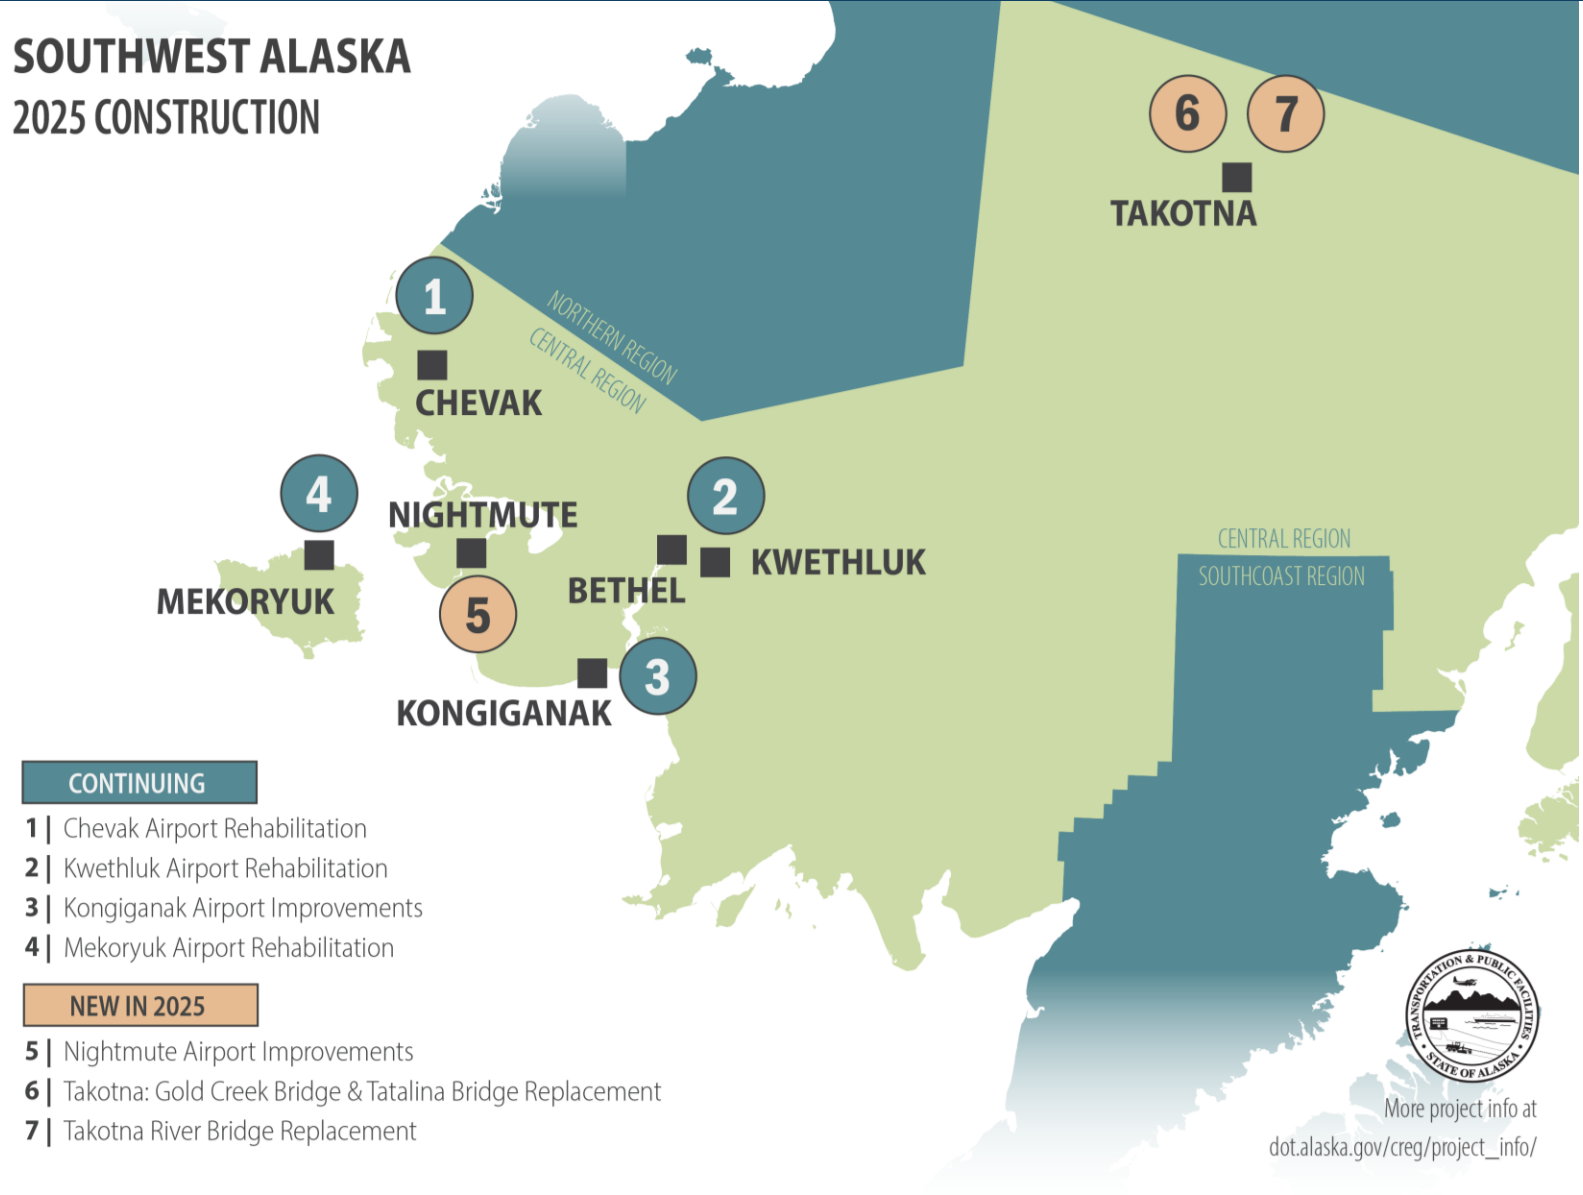 SOUTHWEST ALASKA
2025 CONSTRUCTION
6
7
TAKOTNA
1
NORTHERN REGION
CENTRAL REGION
CHEVAK
4
2
NIGHTMUTE
MEKORYUK
BETHEL
KWETHLUK
5
CENTRAL REGION
SOUTHCOAST REGION
3
KONGIGANAK
CONTINUING
1 | Chevak Airport Rehabilitation
2 | Kwethluk Airport Rehabilitation
3 | Kongiganak Airport Improvements
4 | Mekoryuk Airport Rehabilitation
NEW IN 2025
5 | Nightmute Airport Improvements
6 | Takotna: Gold Creek Bridge & Tatalina Bridge Replacement
7 | Takotna River Bridge Replacement
TRANSPORTATION & PUBLIC FACILITIES
STATE OF ALASKA
More project info at
dot.alaska.gov/creg/project_info/